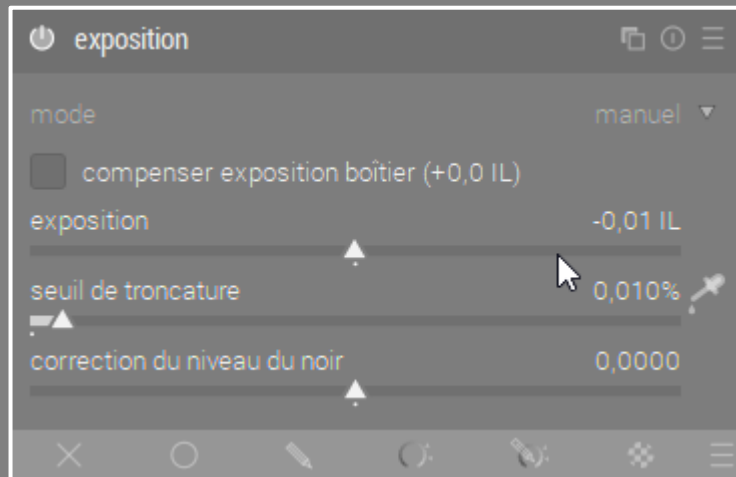 exposition
mode manuel
compenser exposition boîtier (+0,0 IL)
exposition -0,01 IL
seuil de troncature 0,010%
correction du niveau du noir 0,0000